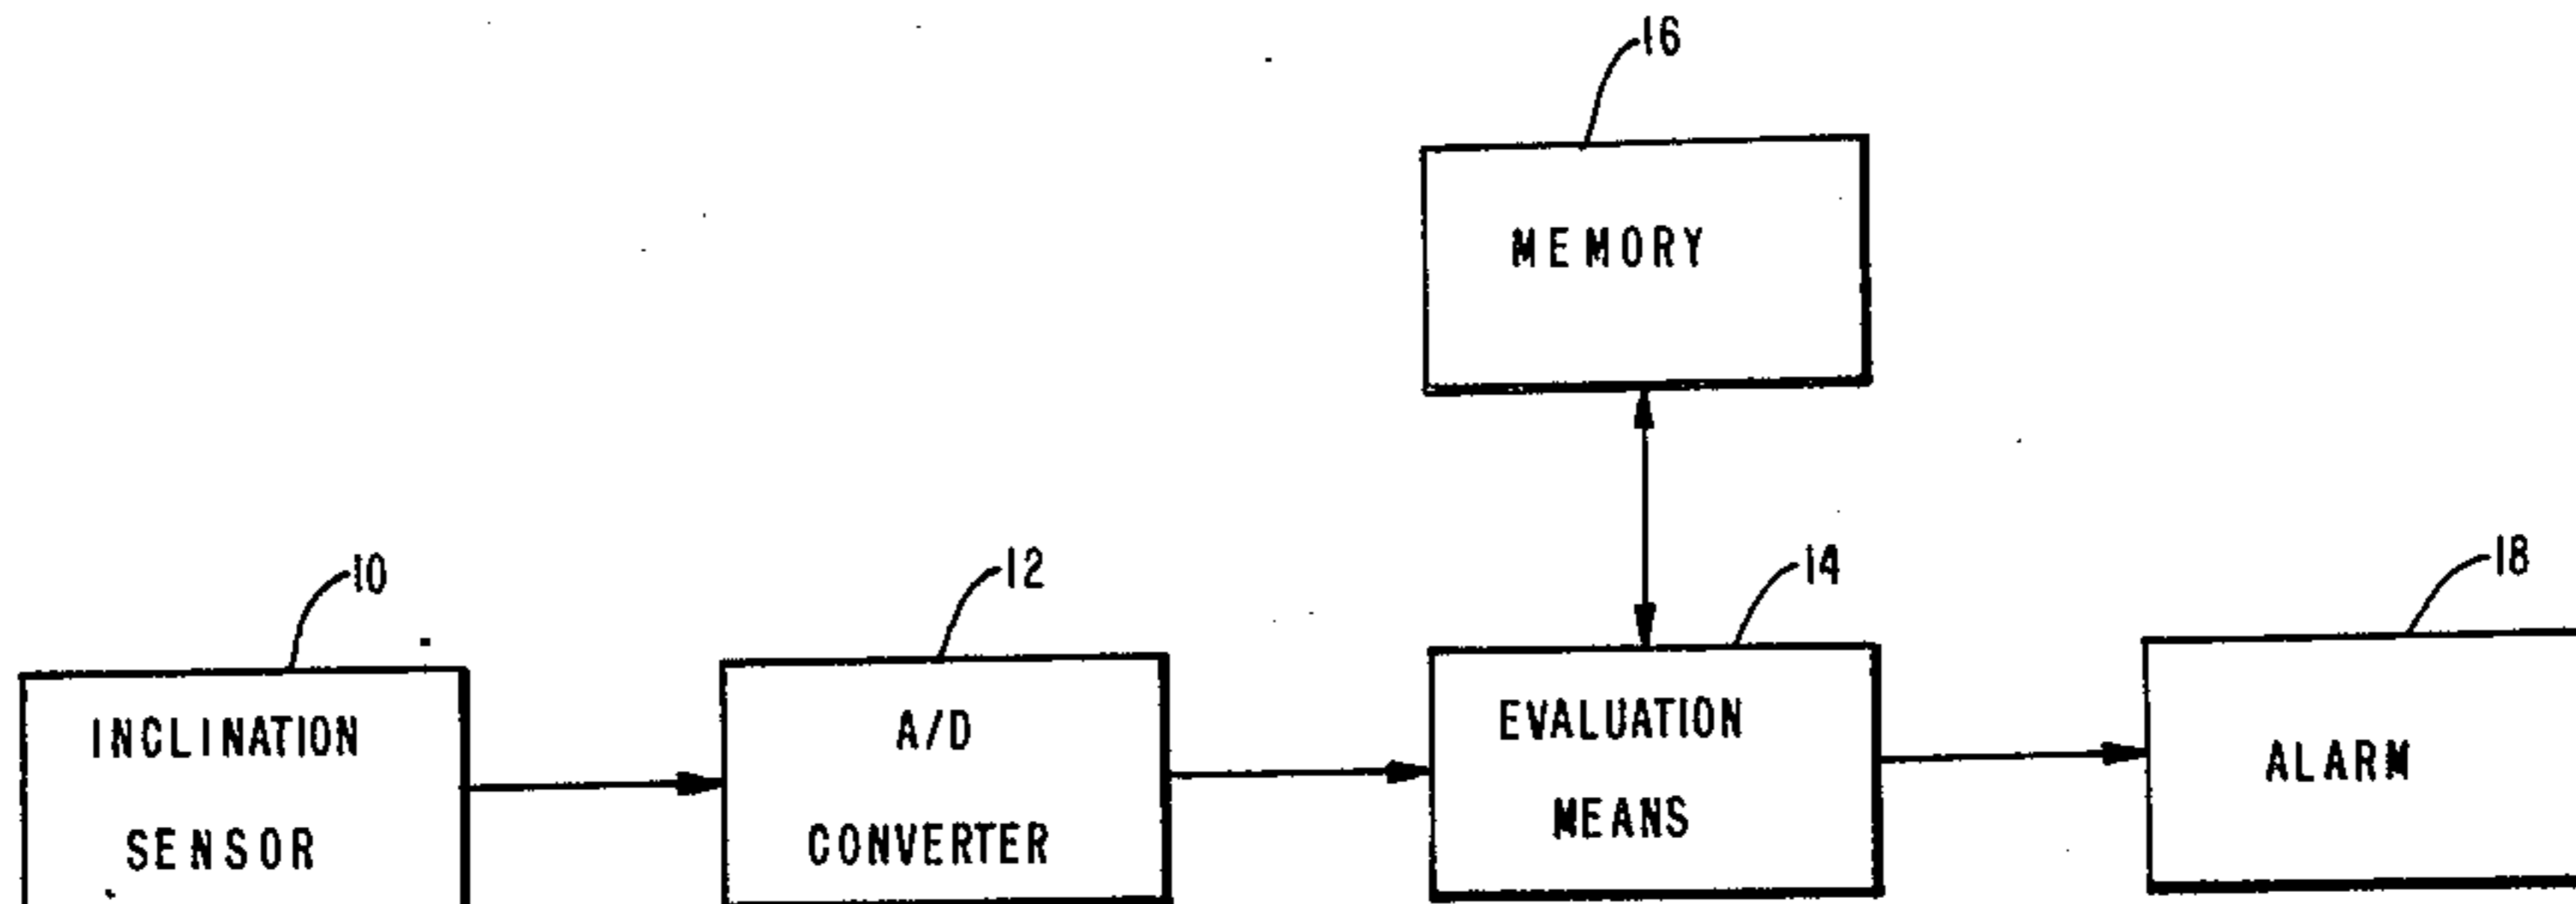 16
MEMORY
10
12
14
18
INCLINATION
SENSOR
A/D
CONVERTER
EVALUATION
MEANS
ALARM